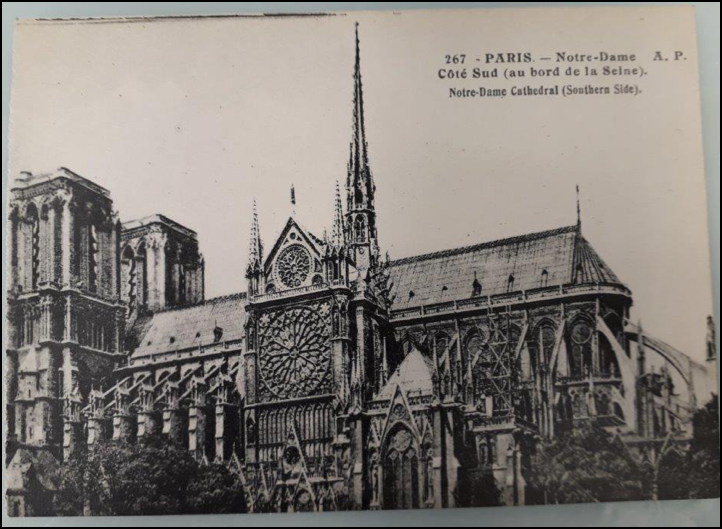 267 - PARIS. — Notre-Dame A. P.
Côté Sud (au bord de la Seine).
Notre-Dame Cathedral (Southern Side).